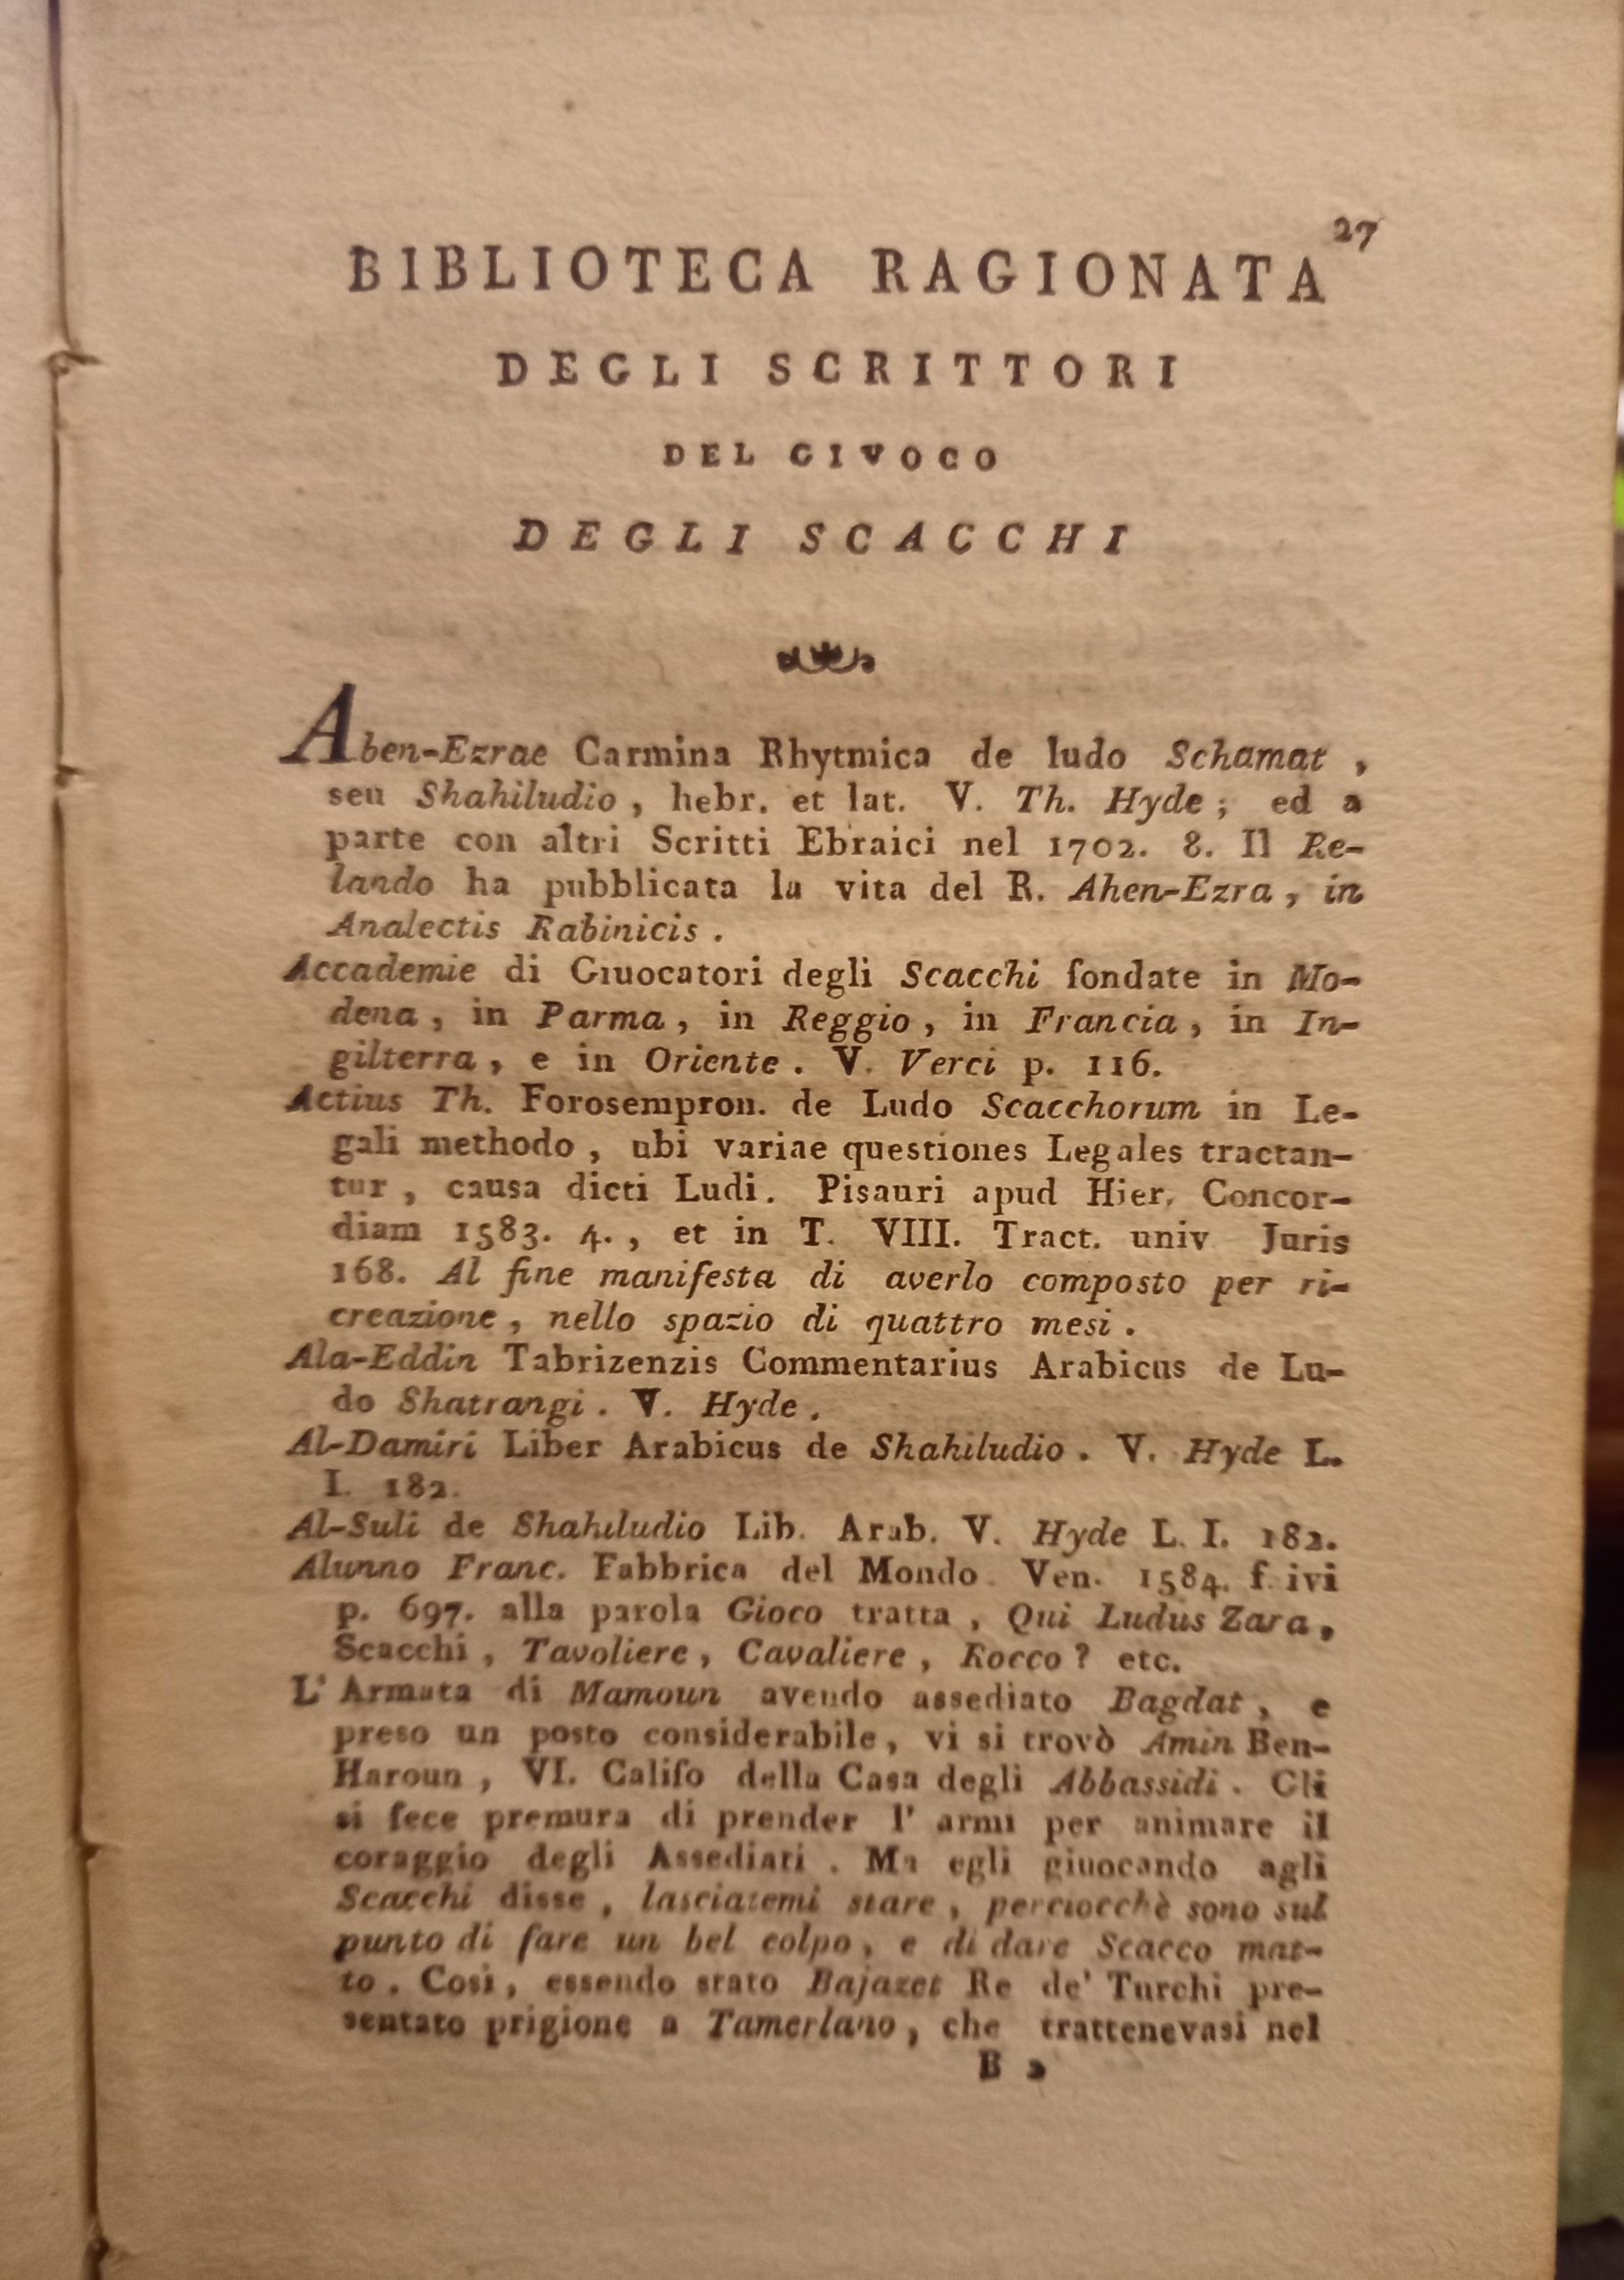 27
BIBLIOTECA RAGIONATA
DEGLI SCRITTORI
DEL GIVOCO
DEGLI SCACCHI
Aben-Ezrae Carmina Rhytmica de ludo Schamat ,
seu Shahiludio , hebr. et lat. V. Th. Hyde ; ed a
parte con altri Scritti Ebraici nel 1702. 8. Il Re-
lando ha pubblicata la vita del R. Ahen-Ezra , in
Analectis Rabinicis .
Accademie di Giuocatori degli Scacchi fondate in Mo-
dena , in Parma , in Reggio , in Francia , in In-
gilterra , e in Oriente . V. Verci p. 116.
Actius Th. Forosempron. de Ludo Scacchorum in Le-
gali methodo , ubi variae questiones Legales tractan-
tur , causa dicti Ludi. Pisauri apud Hier. Concor-
diam 1583. 4. , et in T. VIII. Tract. univ Juris
168. Al fine manifesta di averlo composto per ri-
creazione , nello spazio di quattro mesi .
Ala-Eddin Tabrizenzis Commentarius Arabicus de Lu-
do Shatrangi . V. Hyde .
Al-Damiri Liber Arabicus de Shahiludio . V. Hyde L.
I. 182.
Al-Suli de Shahiludio Lib. Arab. V. Hyde L. I. 182.
Alunno Franc. Fabbrica del Mondo. Ven. 1584. f. ivi
p. 697. alla parola Gioco tratta , Qui Ludus Zara ,
Scacchi , Tavoliere , Cavaliere , Rocco ? etc.
L' Armata di Mamoun avendo assediato Bagdat , e
preso un posto considerabile , vi si trovò Amin Ben-
Haroun , VI. Califo della Casa degli Abbassidi . Gli
si fece premura di prender l' armi per animare il
coraggio degli Assediati . Ma egli giuocando agli
Scacchi disse , lasciatemi stare , perciocchè sono sul
punto di fare un bel colpo , e di dare Scacco mat-
to . Così , essendo stato Bajazet Re de' Turchi pre-
sentato prigione a Tamerlano , che trattenevasi nel
B 2